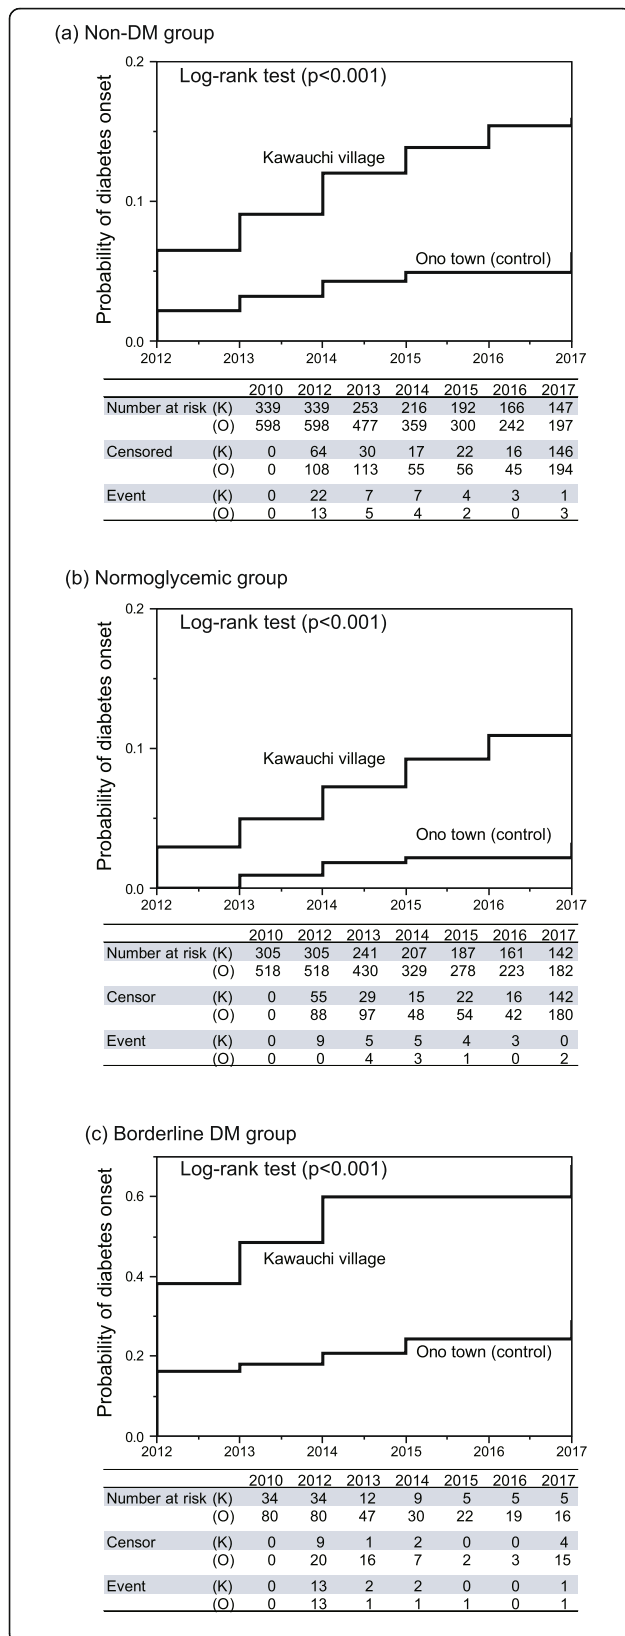 (a) Non-DM group
Log-rank test (p<0.001)
Probability of diabetes onset
0.2
0.1
0.0
Kawauchi village
Ono town (control)
2012 2013 2014 2015 2016 2017
2010 2012 2013 2014 2015 2016 2017
Number at risk (K) 339 339 253 216 192 166 147
(O) 598 598 477 359 300 242 197
Censored (K) 0 64 30 17 22 16 146
(O) 0 108 113 55 56 45 194
Event (K) 0 22 7 7 4 3 1
(O) 0 13 5 4 2 0 3
(b) Normoglycemic group
Log-rank test (p<0.001)
Probability of diabetes onset
0.2
0.1
0.0
Kawauchi village
Ono town (control)
2012 2013 2014 2015 2016 2017
2010 2012 2013 2014 2015 2016 2017
Number at risk (K) 305 305 241 207 187 161 142
(O) 518 518 430 329 278 223 182
Censor (K) 0 55 29 15 22 16 142
(O) 0 88 97 48 54 42 180
Event (K) 0 9 5 5 4 3 0
(O) 0 0 4 3 1 0 2
(c) Borderline DM group
Log-rank test (p<0.001)
Probability of diabetes onset
0.6
0.4
0.2
0.0
Kawauchi village
Ono town (control)
2012 2013 2014 2015 2016 2017
2010 2012 2013 2014 2015 2016 2017
Number at risk (K) 34 34 12 9 5 5 5
(O) 80 80 47 30 22 19 16
Censor (K) 0 9 1 2 0 0 4
(O) 0 20 16 7 2 3 15
Event (K) 0 13 2 2 0 0 1
(O) 0 13 1 1 1 0 1